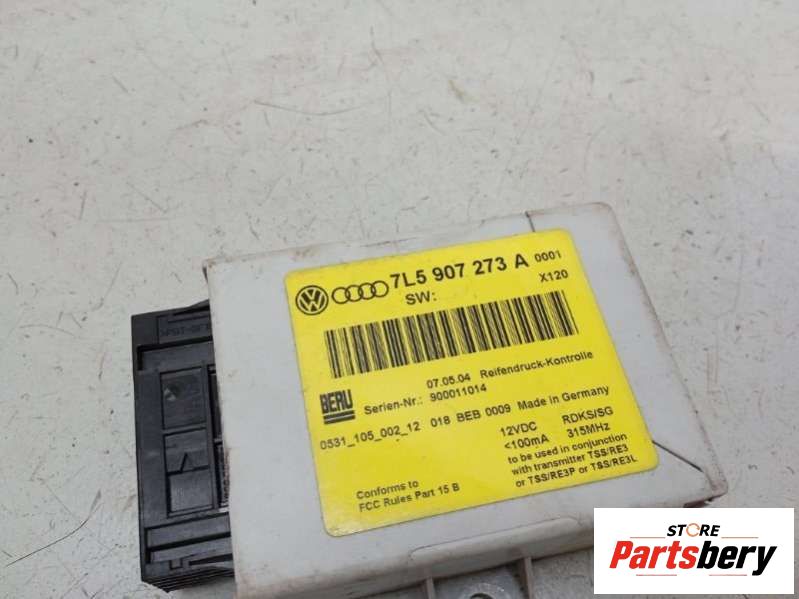 7L5 907 273 A 0001
SW: X120
07.05.04 Reifendruck-Kontrolle
BERU Serien-Nr.: 900011014
0531_105_002_12 018 BEB 0009 Made in Germany
12VDC RDKS/SG
<100mA 315MHz
to be used in conjunction
with transmitter TSS/RE3
or TSS/RE3P or TSS/RE3L
Conforms to
FCC Rules Part 15 B
STORE
Partsbery